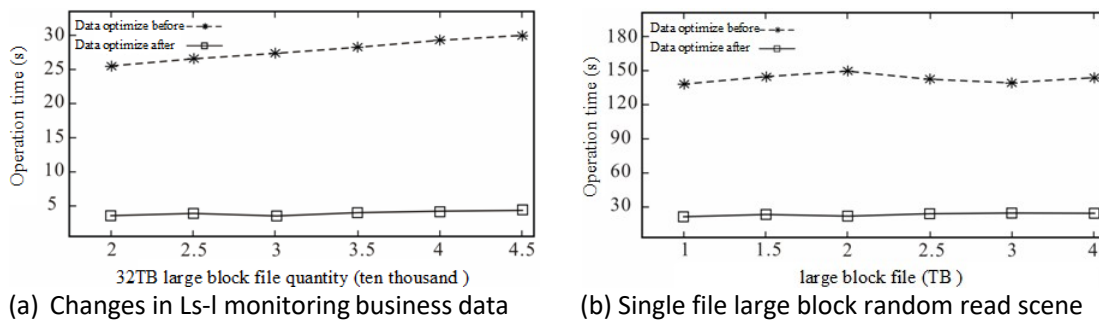 Data optimize before
Data optimize after
Operation time (s)
30
25
20
15
10
5
2
2.5
3
3.5
4
4.5
32TB large block file quantity (ten thousand )
(a) Changes in Ls-l monitoring business data
Data optimize before
Data optimize after
Operation time (s)
180
150
120
90
60
30
1
1.5
2
2.5
3
4
large block file (TB )
(b) Single file large block random read scene